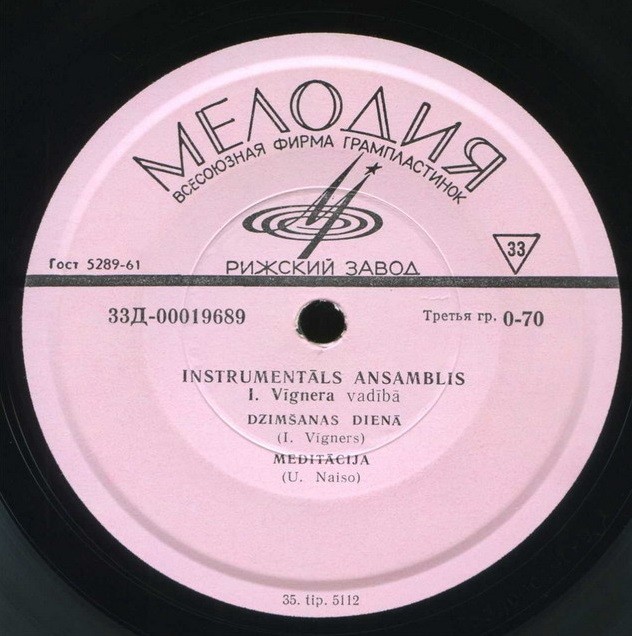 МЕЛОДИЯ
ВСЕСОЮЗНАЯ ФИРМА ГРАМПЛАСТИНОК
33
Гост 5289-61
РИЖСКИЙ ЗАВОД
33Д-00019689
Третья гр. 0-70
INSTRUMENTĀLS ANSAMBLIS
I. Vīgnera vadībā
DZIMŠANAS DIENĀ
(I. Vīgners)
MEDITĀCIJA
(U. Naiso)
35. tip. 5112